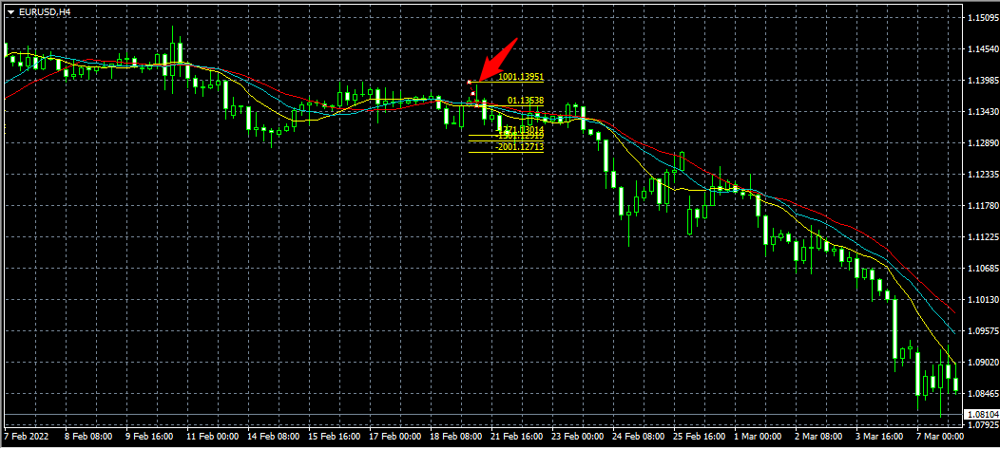 EURUSD,H4
1.15095
1.14540
1.13985
1.13430
1.12890
1.12335
1.11780
1.11225
1.10685
1.10130
1.09575
1.09020
1.08465
1.08104
1.07925
1001.13951
01.13638
-2001.12713
7 Feb 2022
8 Feb 08:00
9 Feb 16:00
11 Feb 00:00
14 Feb 08:00
15 Feb 16:00
17 Feb 00:00
18 Feb 08:00
21 Feb 16:00
23 Feb 00:00
24 Feb 08:00
25 Feb 16:00
1 Mar 00:00
2 Mar 08:00
3 Mar 16:00
7 Mar 00:00